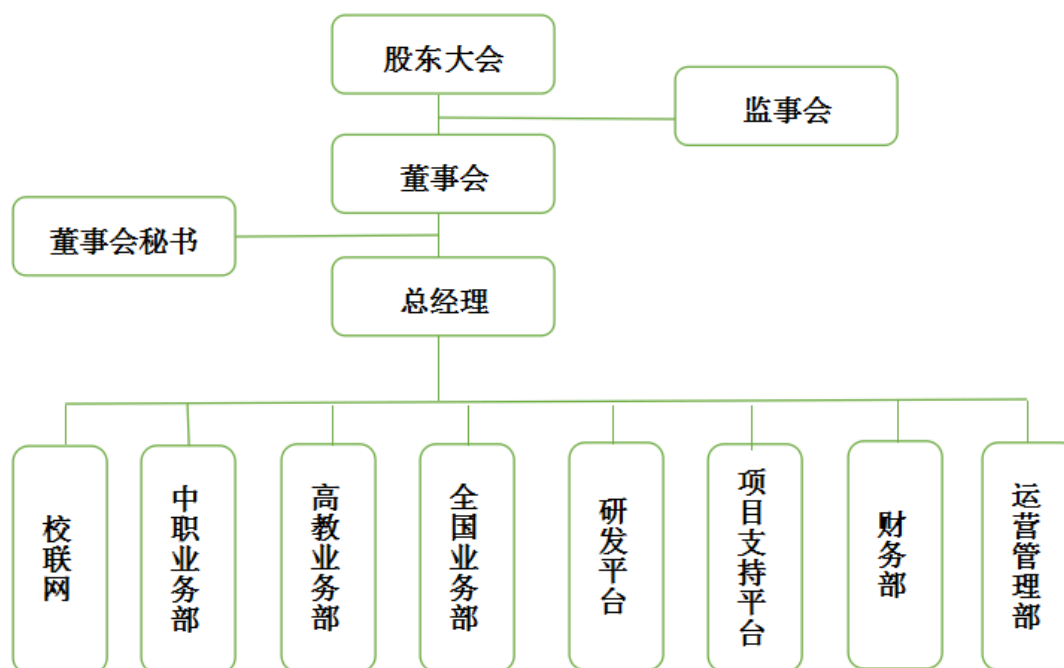 股东大会
监事会
董事会
董事会秘书
总经理
校联网
中职业务部
高教业务部
全国业务部
研发平台
项目支持平台
财务部
运营管理部